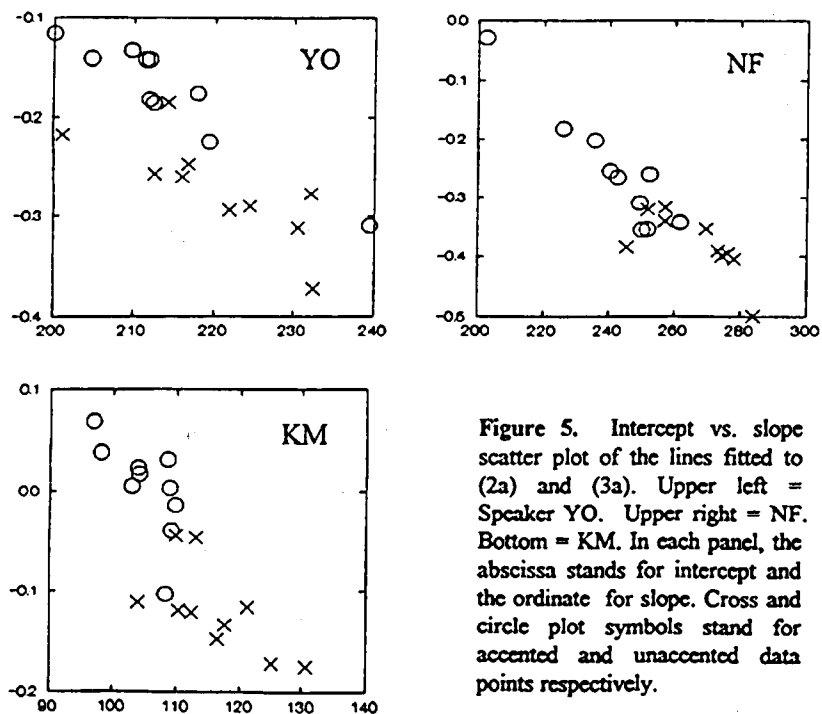 YO
-0.1
-0.2
-0.3
-0.4
200 210 220 230 240
NF
0.0
-0.1
-0.2
-0.3
-0.4
-0.5
200 220 240 260 280 300
KM
0.1
0.0
-0.1
-0.2
90 100 110 120 130 140
Figure 5. Intercept vs. slope
scatter plot of the lines fitted to
(2a) and (3a). Upper left =
Speaker YO. Upper right = NF.
Bottom = KM. In each panel, the
abscissa stands for intercept and
the ordinate for slope. Cross and
circle plot symbols stand for
accented and unaccented data
points respectively.